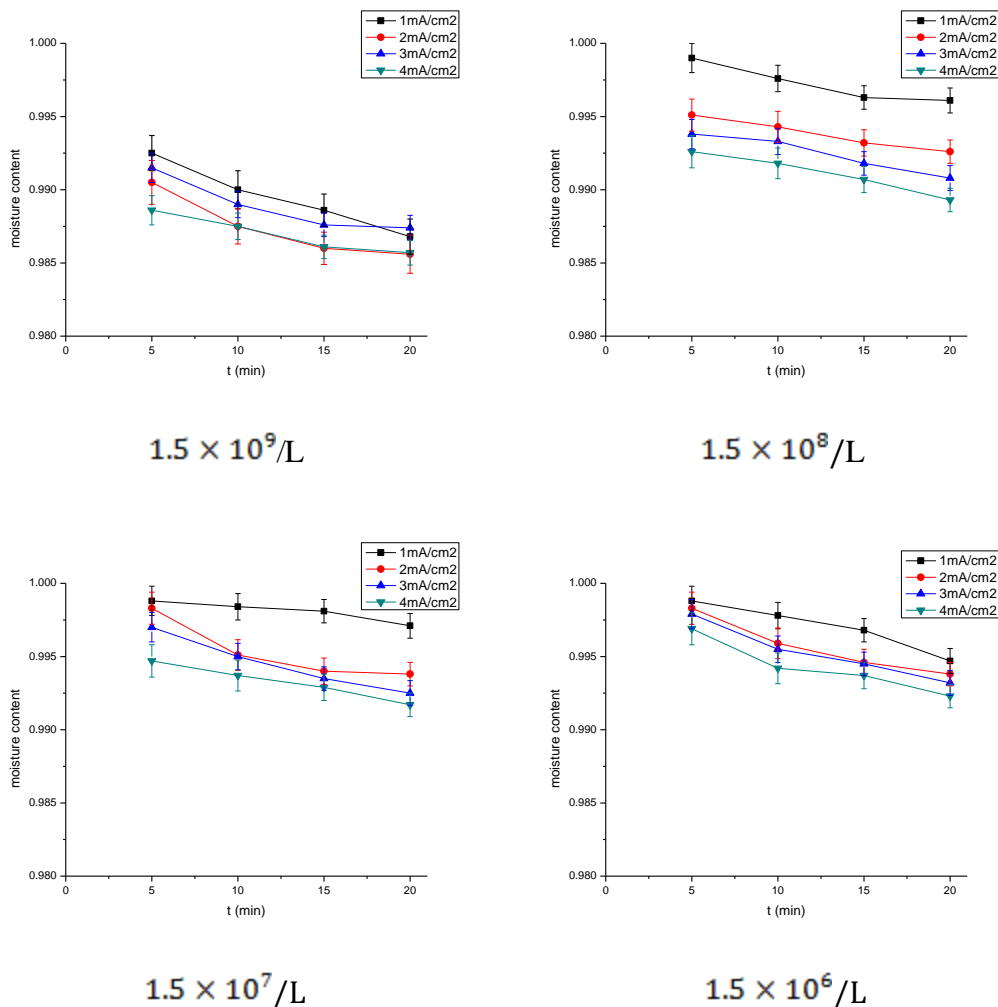 1mA/cm2
2mA/cm2
3mA/cm2
4mA/cm2
1.000
0.995
0.990
0.985
0.980
moisture content
0 5 10 15 20
t (min)
1.5 × 10⁹/L
1mA/cm2
2mA/cm2
3mA/cm2
4mA/cm2
1.000
0.995
0.990
0.985
0.980
moisture content
0 5 10 15 20
t (min)
1.5 × 10⁸/L
1mA/cm2
2mA/cm2
3mA/cm2
4mA/cm2
1.000
0.995
0.990
0.985
0.980
moisture content
0 5 10 15 20
t (min)
1.5 × 10⁷/L
1mA/cm2
2mA/cm2
3mA/cm2
4mA/cm2
1.000
0.995
0.990
0.985
0.980
moisture content
0 5 10 15 20
t (min)
1.5 × 10⁶/L